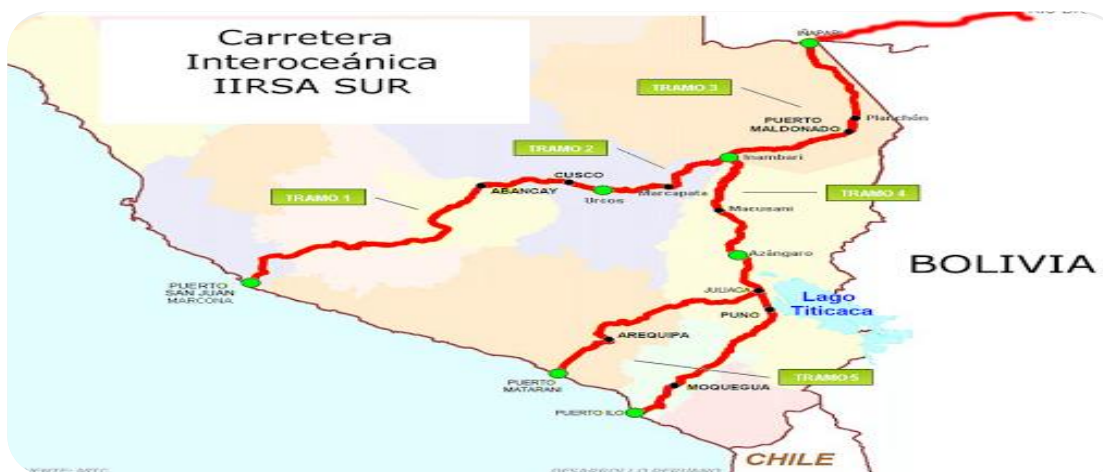 Carretera
Interoceánica
IIRSA SUR
IÑAPARI
TRAMO 3
Planchón
PUERTO
MALDONADO
TRAMO 2
Inambari
CUSCO
ABANCAY
Urcos
Marcapata
TRAMO 1
TRAMO 4
Macusani
Azángaro
BOLIVIA
PUERTO
SAN JUAN
MARCONA
JULIACA
Lago
Titicaca
PUNO
AREQUIPA
TRAMO 5
PUERTO
MATARANI
MOQUEGUA
PUERTO ILO
CHILE
DESARROLLO PERUANO